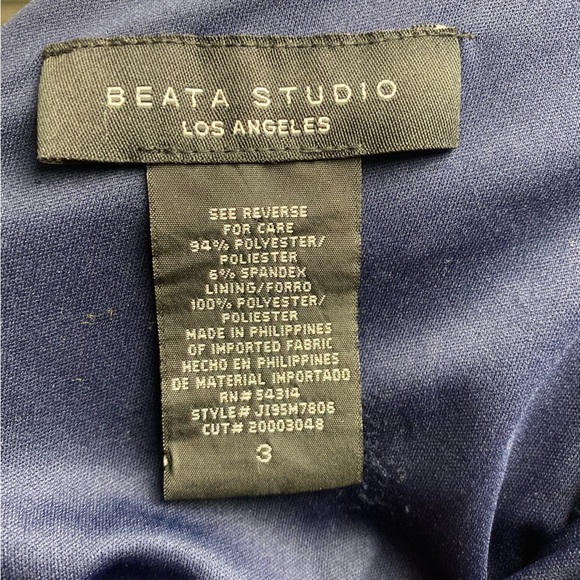 BEATA STUDIO
LOS ANGELES
SEE REVERSE
FOR CARE
94% POLYESTER/
POLIESTER
6% SPANDEX
LINING/FORRO
100% POLYESTER/
POLIESTER
MADE IN PHILIPPINES
OF IMPORTED FABRIC
HECHO EN PHILIPPINES
DE MATERIAL IMPORTADO
RN# 54314
STYLE# JI95M7806
CUT# 20003048
3